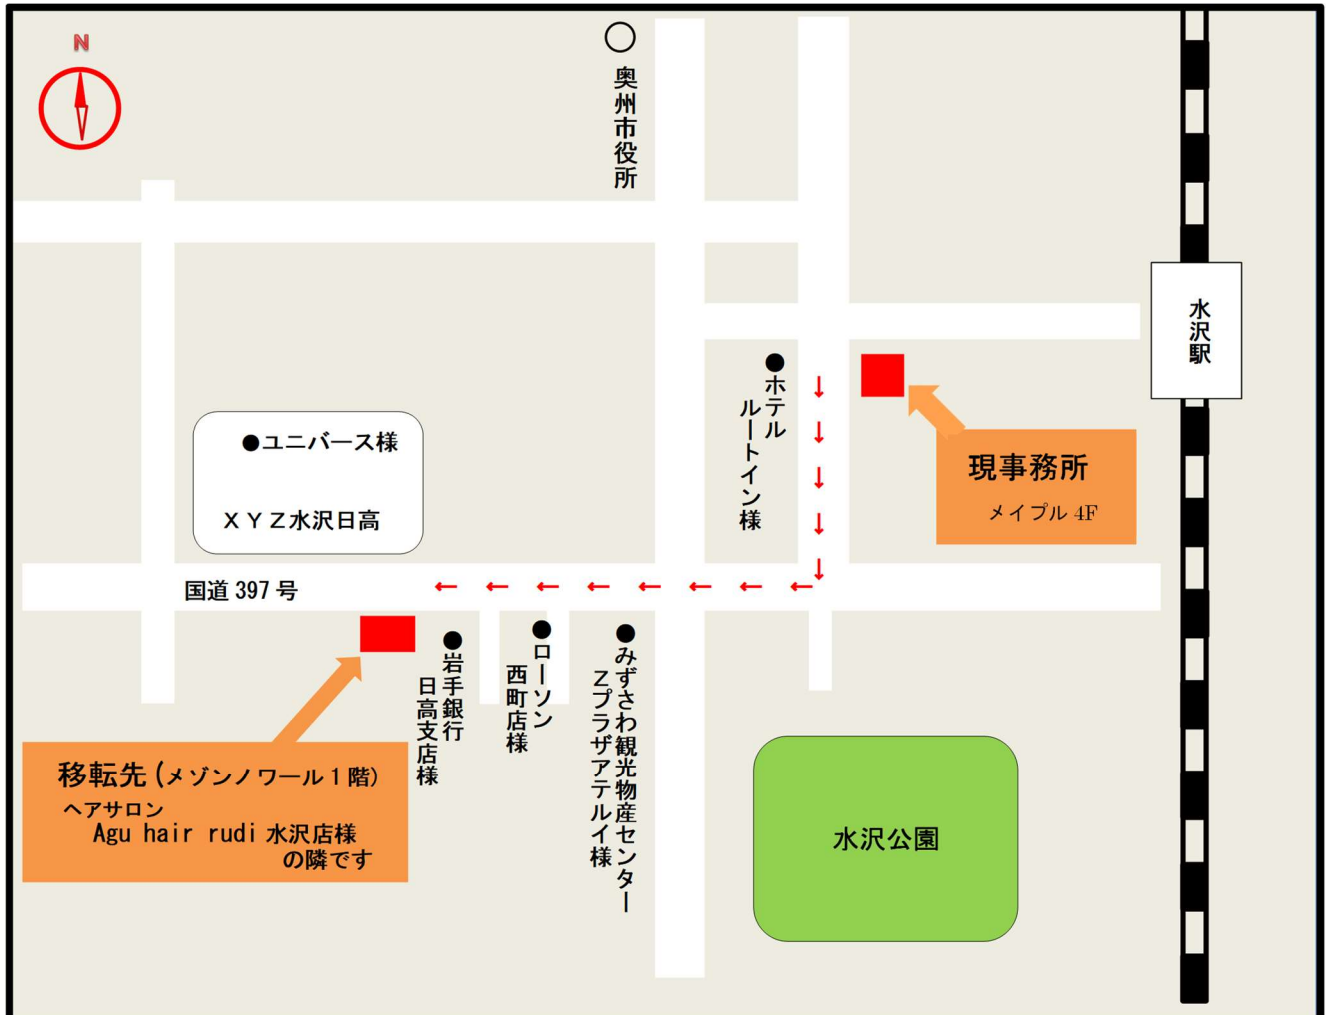 N
奥州市役所
水沢駅
●ホテル
ルートイン様
現事務所
メイプル 4F
●ユニバース様
ＸＹＺ水沢日高
国道 397 号
●岩手銀行
日高支店様
●ローソン
西町店様
●みずさわ観光物産センター
Ｚプラザアテルイ様
移転先(メゾンノワール１階)
ヘアサロン
Agu hair rudi 水沢店様
の隣です
水沢公園